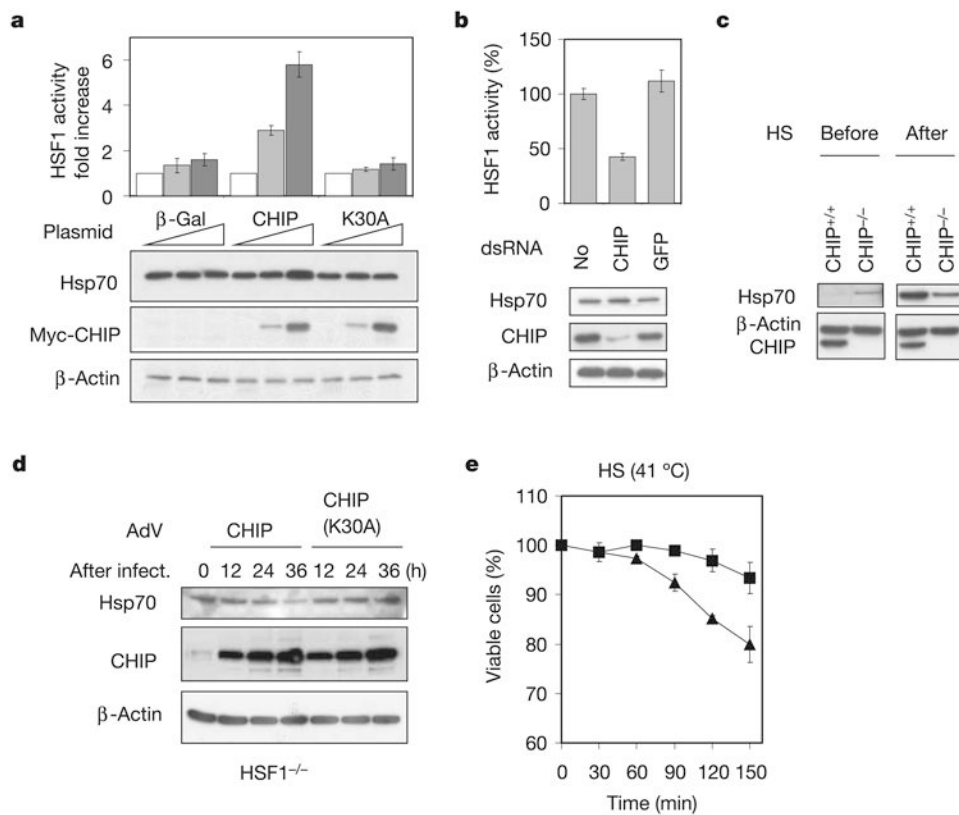 a
HSF1 activity
fold increase
6
4
2
0
Plasmid
β-Gal CHIP K30A
Hsp70
Myc-CHIP
β-Actin
b
HSF1 activity (%)
150
100
50
0
dsRNA
No CHIP GFP
Hsp70
CHIP
β-Actin
c
HS Before After
CHIP+/+ CHIP−/− CHIP+/+ CHIP−/−
Hsp70
β-Actin
CHIP
d
AdV CHIP CHIP
(K30A)
After infect. 0 12 24 36 12 24 36 (h)
Hsp70
CHIP
β-Actin
HSF1−/−
e
HS (41 ºC)
Viable cells (%)
110
100
90
80
70
60
0 30 60 90 120 150
Time (min)